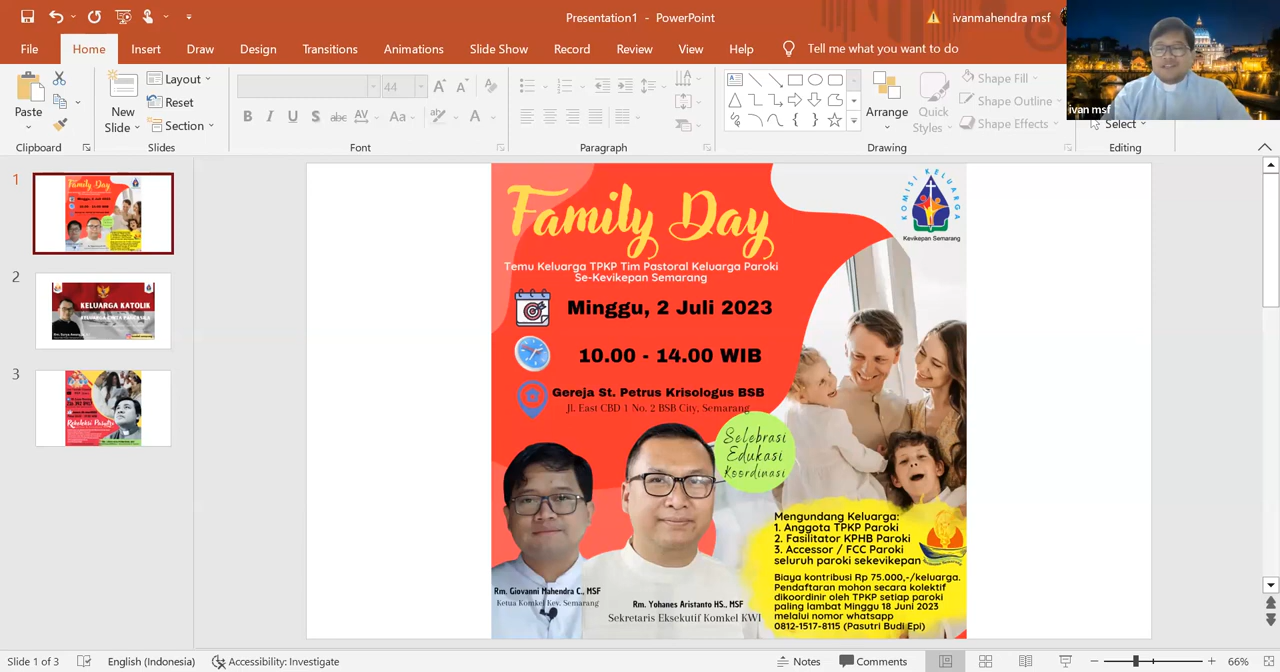 Presentation1 - PowerPoint
ivanmahendra msf
File Home Insert Draw Design Transitions Animations Slide Show Record Review View Help Tell me what you want to do
Paste
Clipboard
New
Slide
Layout
Reset
Section
Slides
44
Font
Paragraph
Arrange
Quick
Styles
Shape Fill
Shape Outline
Shape Effects
Drawing
Select
Editing
ivan msf
1
2
KELUARGA KATOLIK
3
Family Day
KOMISI KELUARGA
Kevikepan Semarang
Temu Keluarga TPKP Tim Pastoral Keluarga Paroki
Se-Kevikepan Semarang
Minggu, 2 Juli 2023
10.00 - 14.00 WIB
Gereja St. Petrus Krisologus BSB
Jl. East CBD 1 No. 2 BSB City, Semarang
Selebrasi
Edukasi
Koordinasi
Mengundang Keluarga:
1. Anggota TPKP Paroki
2. Fasilitator KPHB Paroki
3. Accessor / FCC Paroki
seluruh paroki sekevikepan
Biaya kontribusi Rp 75.000,-/keluarga.
Pendaftaran mohon secara kolektif
dikoordinir oleh TPKP setiap paroki
paling lambat Minggu 18 Juni 2023
melalui nomor whatsapp
0812-1517-8115 (Pasutri Budi Epi)
Rm. Giovanni Mahendra C., MSF
Ketua Komkel Kev. Semarang
Rm. Yohanes Aristanto HS., MSF
Sekretaris Eksekutif Komkel KWI
Slide 1 of 3
English (Indonesia)
Accessibility: Investigate
Notes
Comments
66%